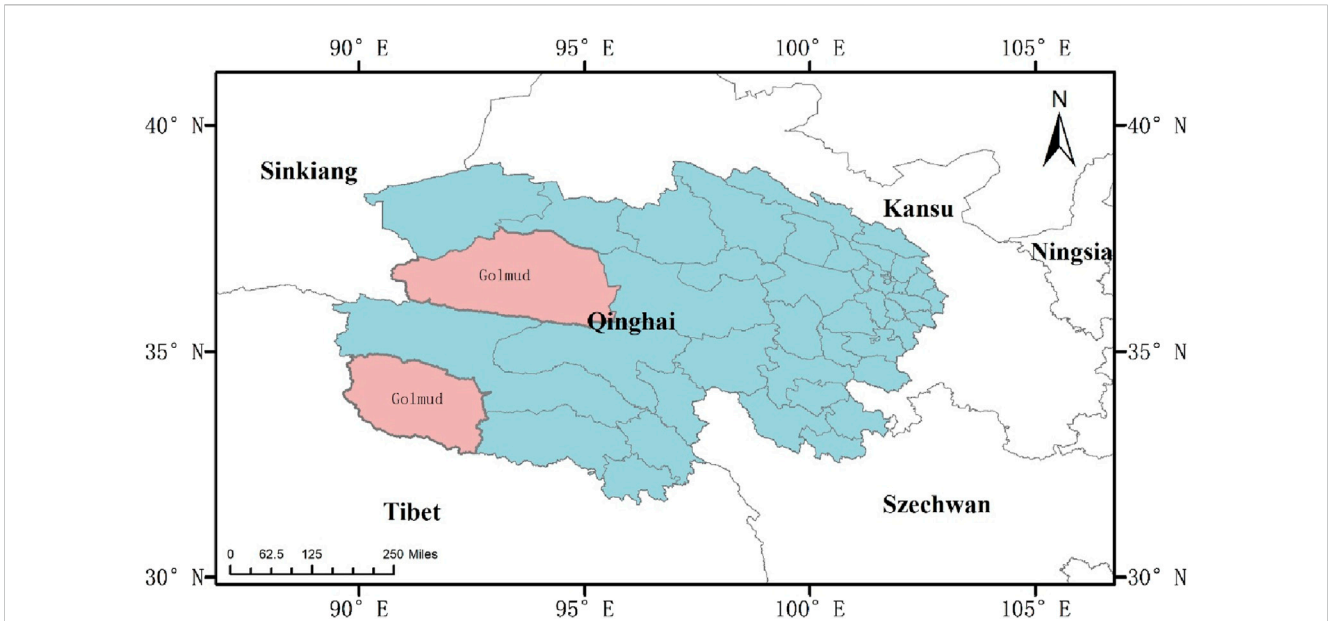 90° E 95° E 100° E 105° E
N
40° N 40° N
Sinkiang
Kansu
Ningsia
Golmud
Qinghai
35° N 35° N
Golmud
Szechwan
Tibet
0 62.5 125 250 Miles
30° N 30° N
90° E 95° E 100° E 105° E